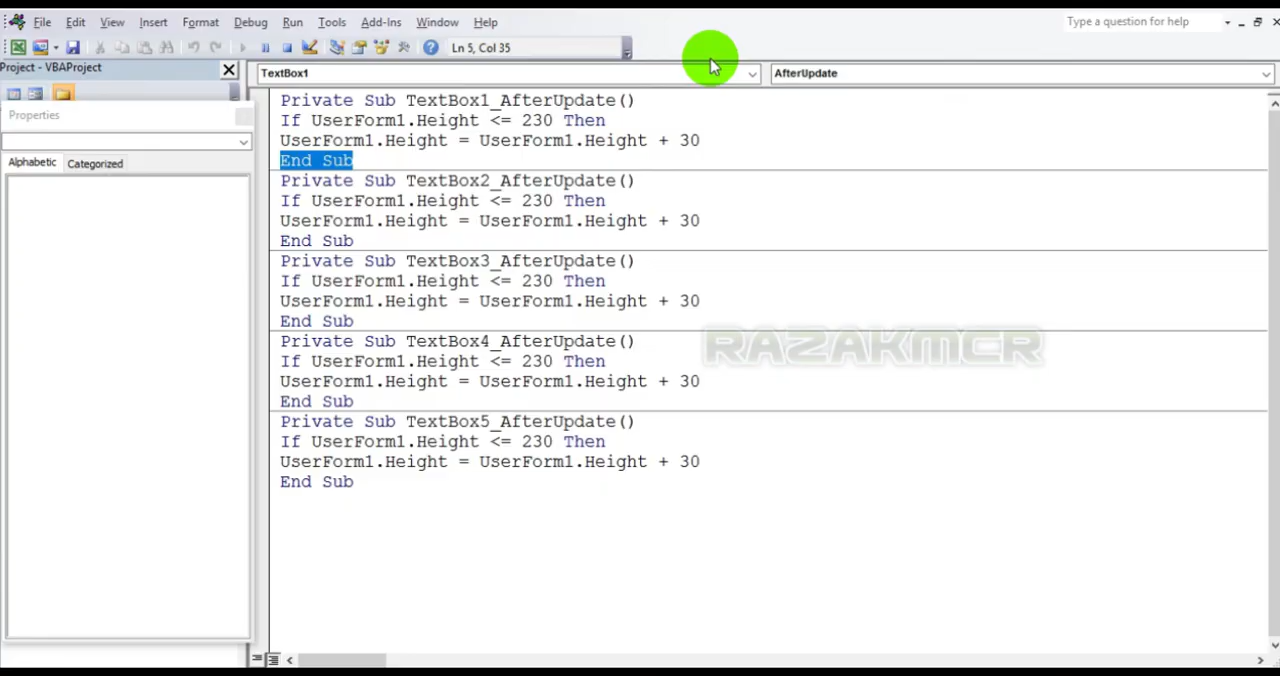 File Edit View Insert Format Debug Run Tools Add-Ins Window Help Type a question for help
Ln 5, Col 35
Project - VBAProject
TextBox1 AfterUpdate
Properties
Alphabetic Categorized
Private Sub TextBox1_AfterUpdate()
If UserForm1.Height <= 230 Then
UserForm1.Height = UserForm1.Height + 30
End Sub
Private Sub TextBox2_AfterUpdate()
If UserForm1.Height <= 230 Then
UserForm1.Height = UserForm1.Height + 30
End Sub
Private Sub TextBox3_AfterUpdate()
If UserForm1.Height <= 230 Then
UserForm1.Height = UserForm1.Height + 30
End Sub
Private Sub TextBox4_AfterUpdate()
If UserForm1.Height <= 230 Then
UserForm1.Height = UserForm1.Height + 30
End Sub
Private Sub TextBox5_AfterUpdate()
If UserForm1.Height <= 230 Then
UserForm1.Height = UserForm1.Height + 30
End Sub
RAZAKMCR